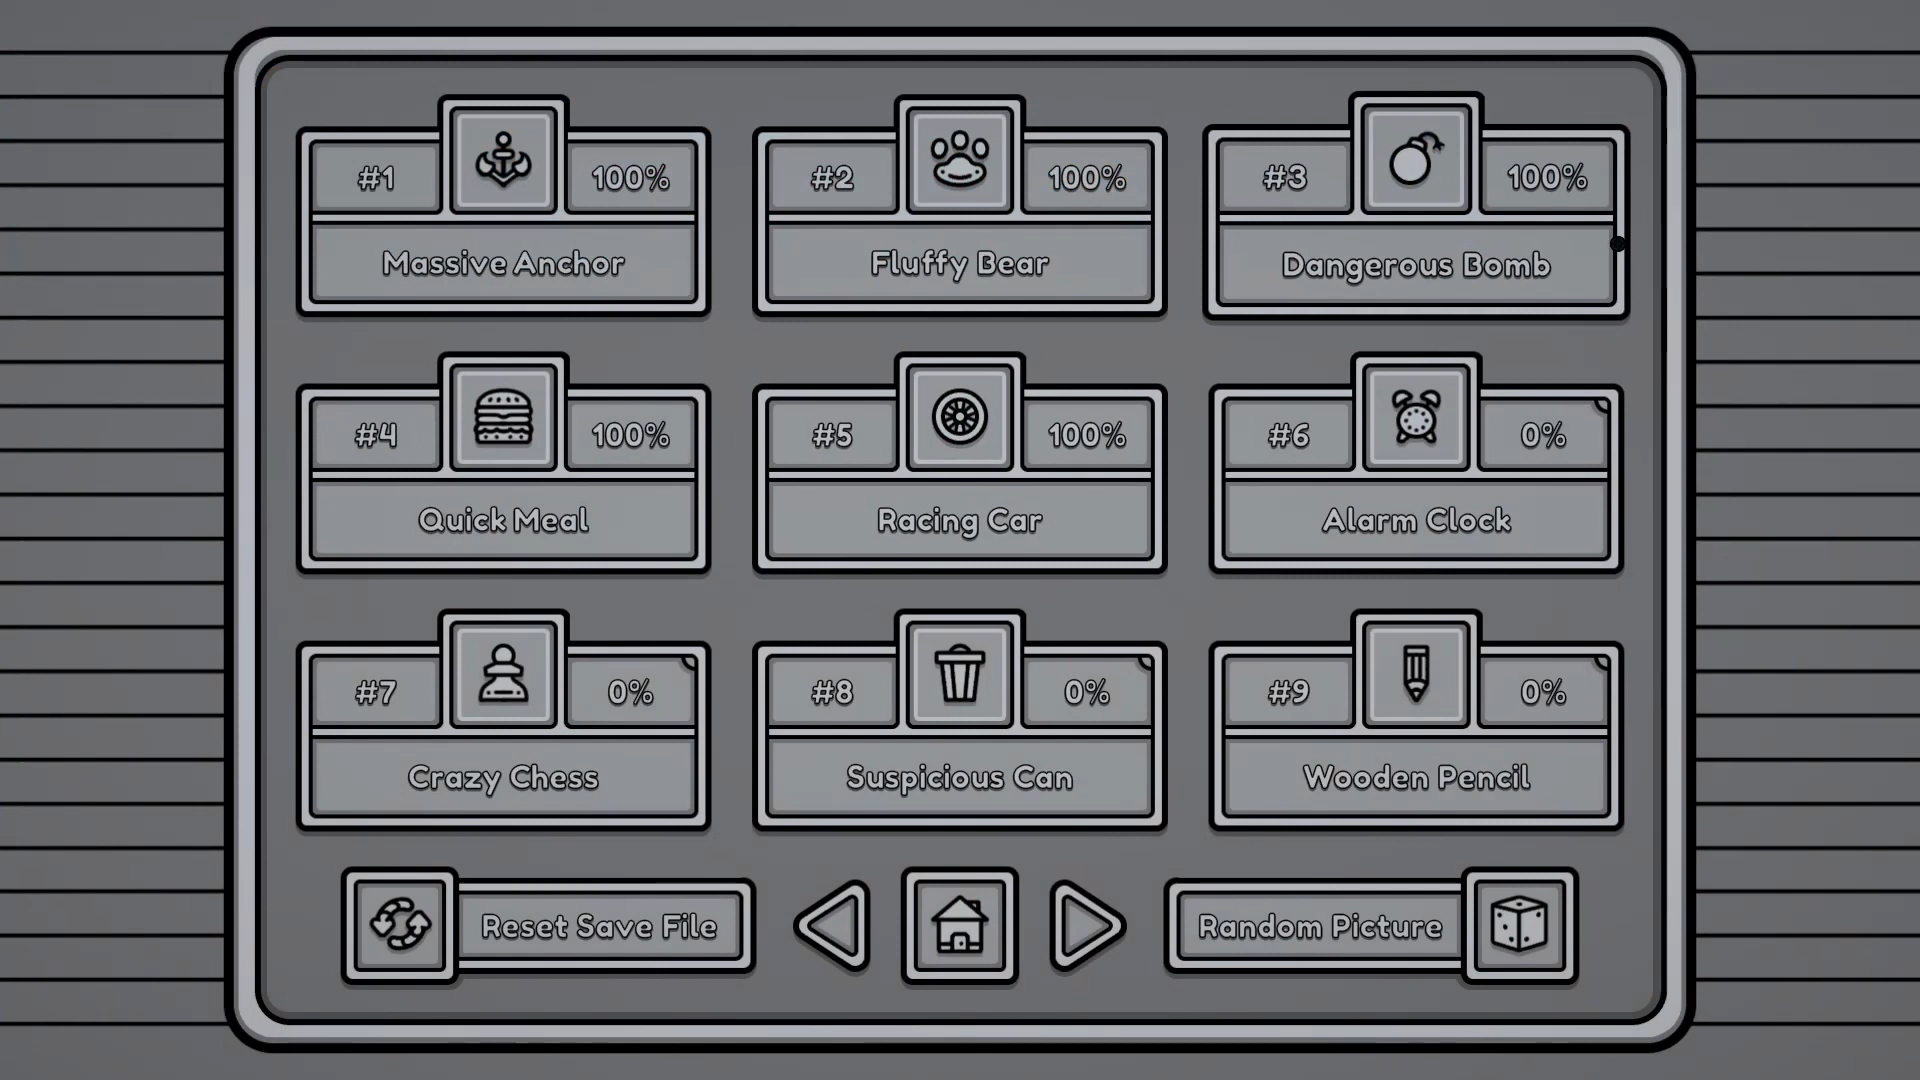 #1 100%
Massive Anchor
#2 100%
Fluffy Bear
#3 100%
Dangerous Bomb
#4 100%
Quick Meal
#5 100%
Racing Car
#6 0%
Alarm Clock
#7 0%
Crazy Chess
#8 0%
Suspicious Can
#9 0%
Wooden Pencil
Reset Save File
Random Picture